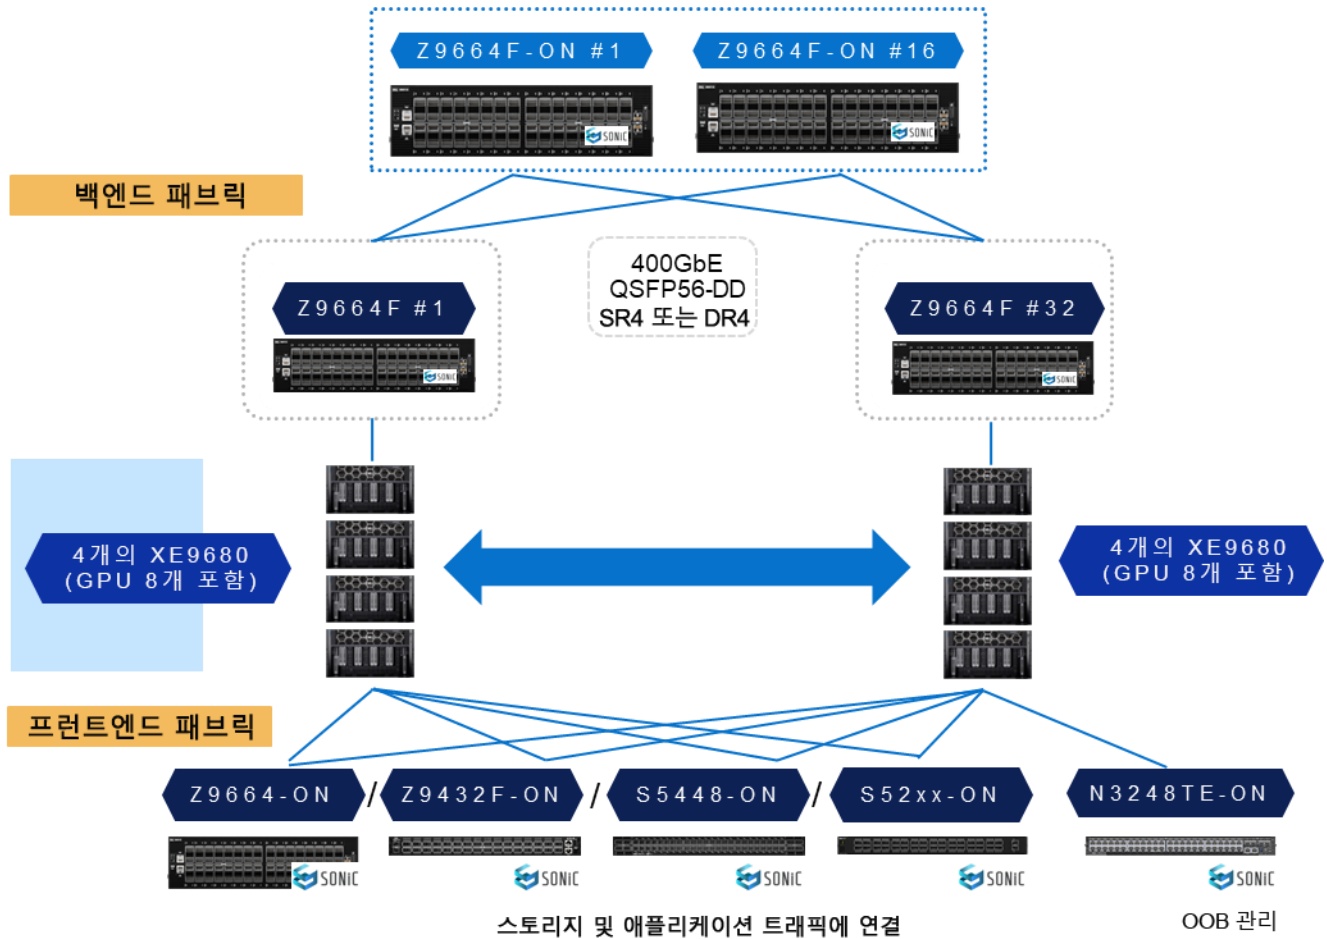 Z9664F-ON #1
Z9664F-ON #16
SONiC
SONiC
백엔드 패브릭
400GbE
QSFP56-DD
SR4 또는 DR4
Z9664F #1
Z9664F #32
SONiC
SONiC
4개의 XE9680
(GPU 8개 포함)
4개의 XE9680
(GPU 8개 포함)
프런트엔드 패브릭
Z9664-ON / Z9432F-ON / S5448-ON / S52xx-ON
N3248TE-ON
SONiC
SONiC
SONiC
SONiC
SONiC
스토리지 및 애플리케이션 트래픽에 연결
OOB 관리